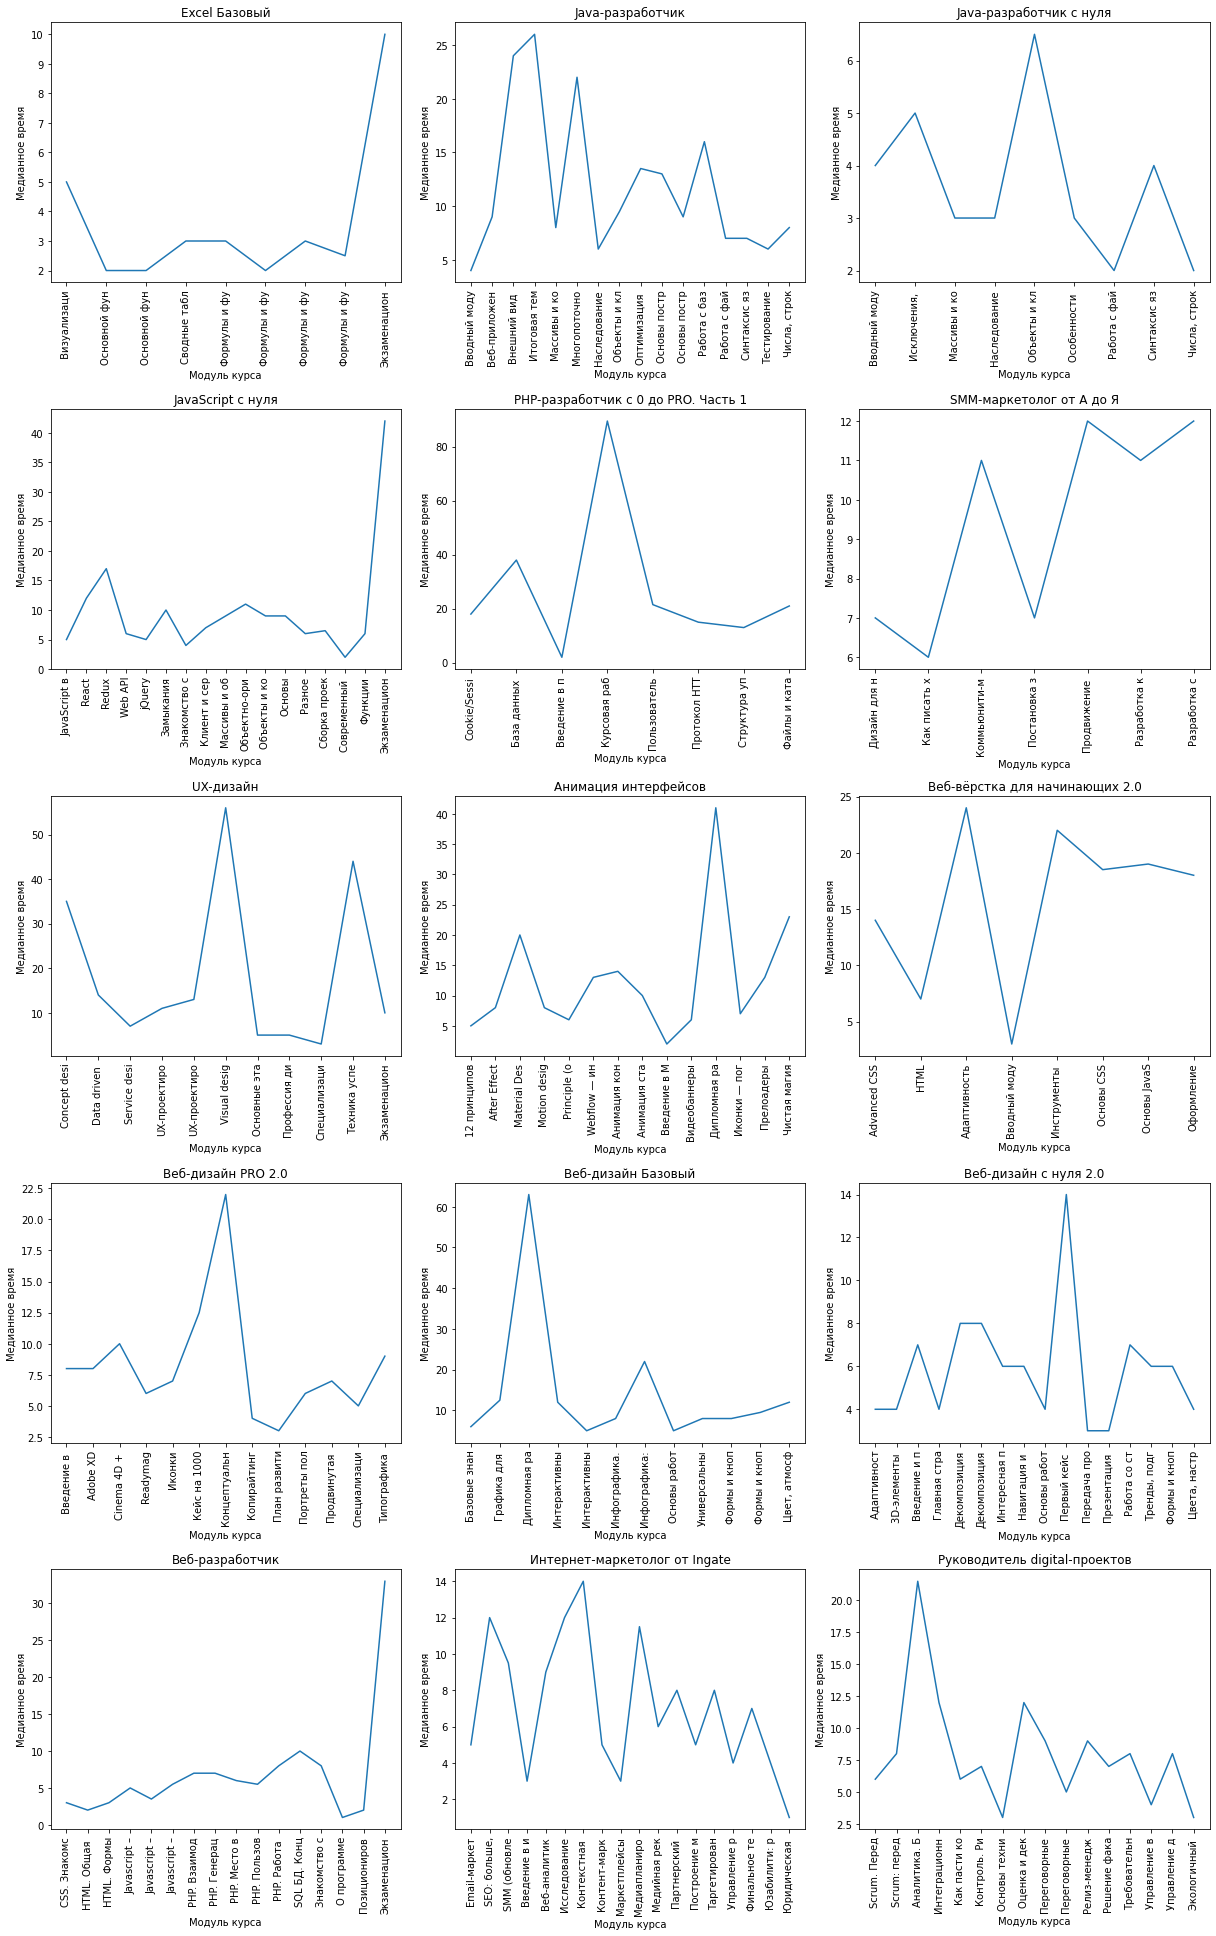 Excel Базовый
Медианное время
10
9
8
7
6
5
4
3
2
Визуализаци
Основной фун
Основной фун
Сводные табл
Формулы и фу
Формулы и фу
Формулы и фу
Формулы и фу
Экзаменацион
Модуль курса
Java-разработчик
Медианное время
25
20
15
10
5
Вводный моду
Веб-приложен
Внешний вид
Итоговая тем
Массивы и ко
Многопоточно
Наследование
Объекты и кл
Оптимизация
Основы постр
Основы постр
Работа с баз
Работа с фай
Синтаксис яз
Тестирование
Числа, строк
Модуль курса
Java-разработчик с нуля
Медианное время
6
5
4
3
2
Вводный моду
Исключения,
Массивы и ко
Наследование
Объекты и кл
Особенности
Работа с фай
Синтаксис яз
Числа, строк
Модуль курса
JavaScript с нуля
Медианное время
40
35
30
25
20
15
10
5
0
JavaScript в
React
Redux
Web API
jQuery
Замыкания
Знакомство с
Клиент и сер
Массивы и об
Объектно-ори
Объекты и ко
Основы
Разное
Сборка проек
Современный
Функции
Экзаменацион
Модуль курса
PHP-разработчик с 0 до PRO. Часть 1
Медианное время
80
60
40
20
0
Cookie/Sessi
База данных
Введение в п
Курсовая раб
Пользователь
Протокол HTT
Структура уп
Файлы и ката
Модуль курса
SMM-маркетолог от А до Я
Медианное время
12
11
10
9
8
7
6
Дизайн для н
Как писать х
Коммьюнити-м
Постановка з
Продвижение
Разработка к
Разработка с
Модуль курса
UX-дизайн
Медианное время
50
40
30
20
10
Concept desi
Data driven
Service desi
UX-проектиро
UX-проектиро
Visual desig
Основные эта
Профессия ди
Специализаци
Техника успе
Экзаменацион
Модуль курса
Анимация интерфейсов
Медианное время
40
35
30
25
20
15
10
5
12 принципов
After Effect
Material Des
Motion desig
Principle (о
Webflow — ин
Анимация кон
Анимация ста
Введение в М
Видеобаннеры
Дипломная ра
Иконки — пог
Прелоадеры
Чистая магия
Модуль курса
Веб-вёрстка для начинающих 2.0
Медианное время
25
20
15
10
5
Advanced CSS
HTML
Адаптивность
Вводный моду
Инструменты
Основы CSS
Основы JavaS
Оформление
Модуль курса
Веб-дизайн PRO 2.0
Медианное время
22.5
20.0
17.5
15.0
12.5
10.0
7.5
5.0
2.5
Введение в
Adobe XD
Cinema 4D +
Readymag
Иконки
Кейс на 1000
Концептуальн
Копирайтинг
План развити
Портреты пол
Продвинутая
Специализаци
Типографика
Модуль курса
Веб-дизайн Базовый
Медианное время
60
50
40
30
20
10
Базовые знан
Графика для
Дипломная ра
Интерактивны
Интерактивны
Инфографика.
Инфографика:
Основы работ
Универсальны
Формы и кноп
Формы и кноп
Цвет, атмосф
Модуль курса
Веб-дизайн с нуля 2.0
Медианное время
14
12
10
8
6
4
Адаптивност
3D-элементы
Введение и п
Главная стра
Декомпозиция
Декомпозиция
Интересная п
Навигация и
Основы работ
Первый кейс
Передача про
Презентация
Работа со ст
Тренды, подг
Формы и кноп
Цвета, настр
Модуль курса
Веб-разработчик
Медианное время
30
25
20
15
10
5
0
CSS. Знакомс
HTML. Общая
HTML. Формы
Javascript –
Javascript –
Javascript –
PHP. Взаимод
PHP. Генерац
PHP. Место в
PHP. Пользов
PHP. Работа
SQL БД . Конц
Знакомство с
О программе
Позициониров
Экзаменацион
Модуль курса
Интернет-маркетолог от Ingate
Медианное время
14
12
10
8
6
4
2
Email-маркет
SEO: больше,
SMM (обновле
Введение и
Веб-аналитик
Исследование
Контекстная
Контент-марк
Маркетплейсы
Медиапланиро
Медийная рек
Партнерский
Построение м
Таргетирован
Управление р
Финальное те
Юзабилити: р
Юридическая
Модуль курса
Руководитель digital-проектов
Медианное время
20.0
17.5
15.0
12.5
10.0
7.5
5.0
2.5
Scrum. Перед
Scrum: перед
Аналитика. Б
Интеграционн
Как пасти ко
Контроль. Ри
Основы техни
Оценка и дек
Переговорные
Переговорные
Релиз-менедж
Решение фака
Требовательн
Управление в
Управление д
Экологичный
Модуль курса